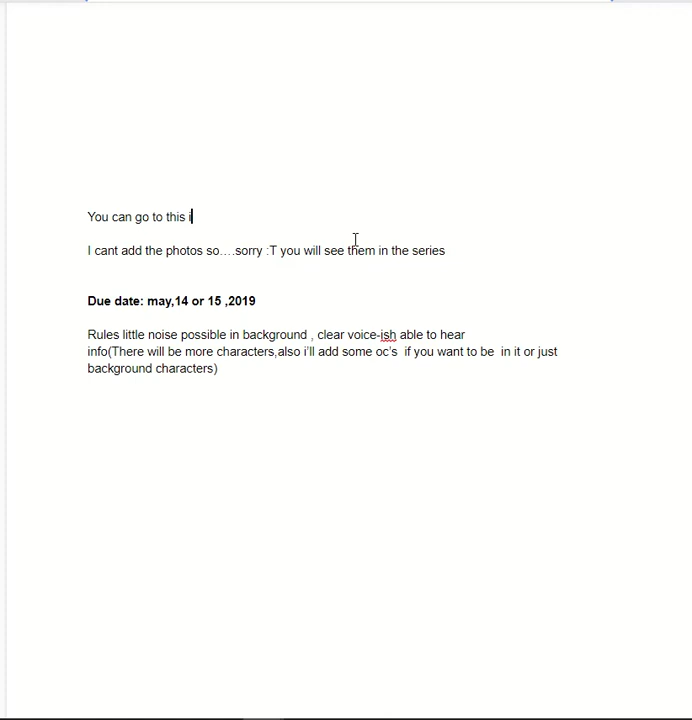 You can go to this i
I cant add the photos so....sorry :T you will see them in the series
Due date: may,14 or 15 ,2019
Rules little noise possible in background , clear voice-ish able to hear
info(There will be more characters,also i'll add some oc's  if you want to be  in it or just
background characters)